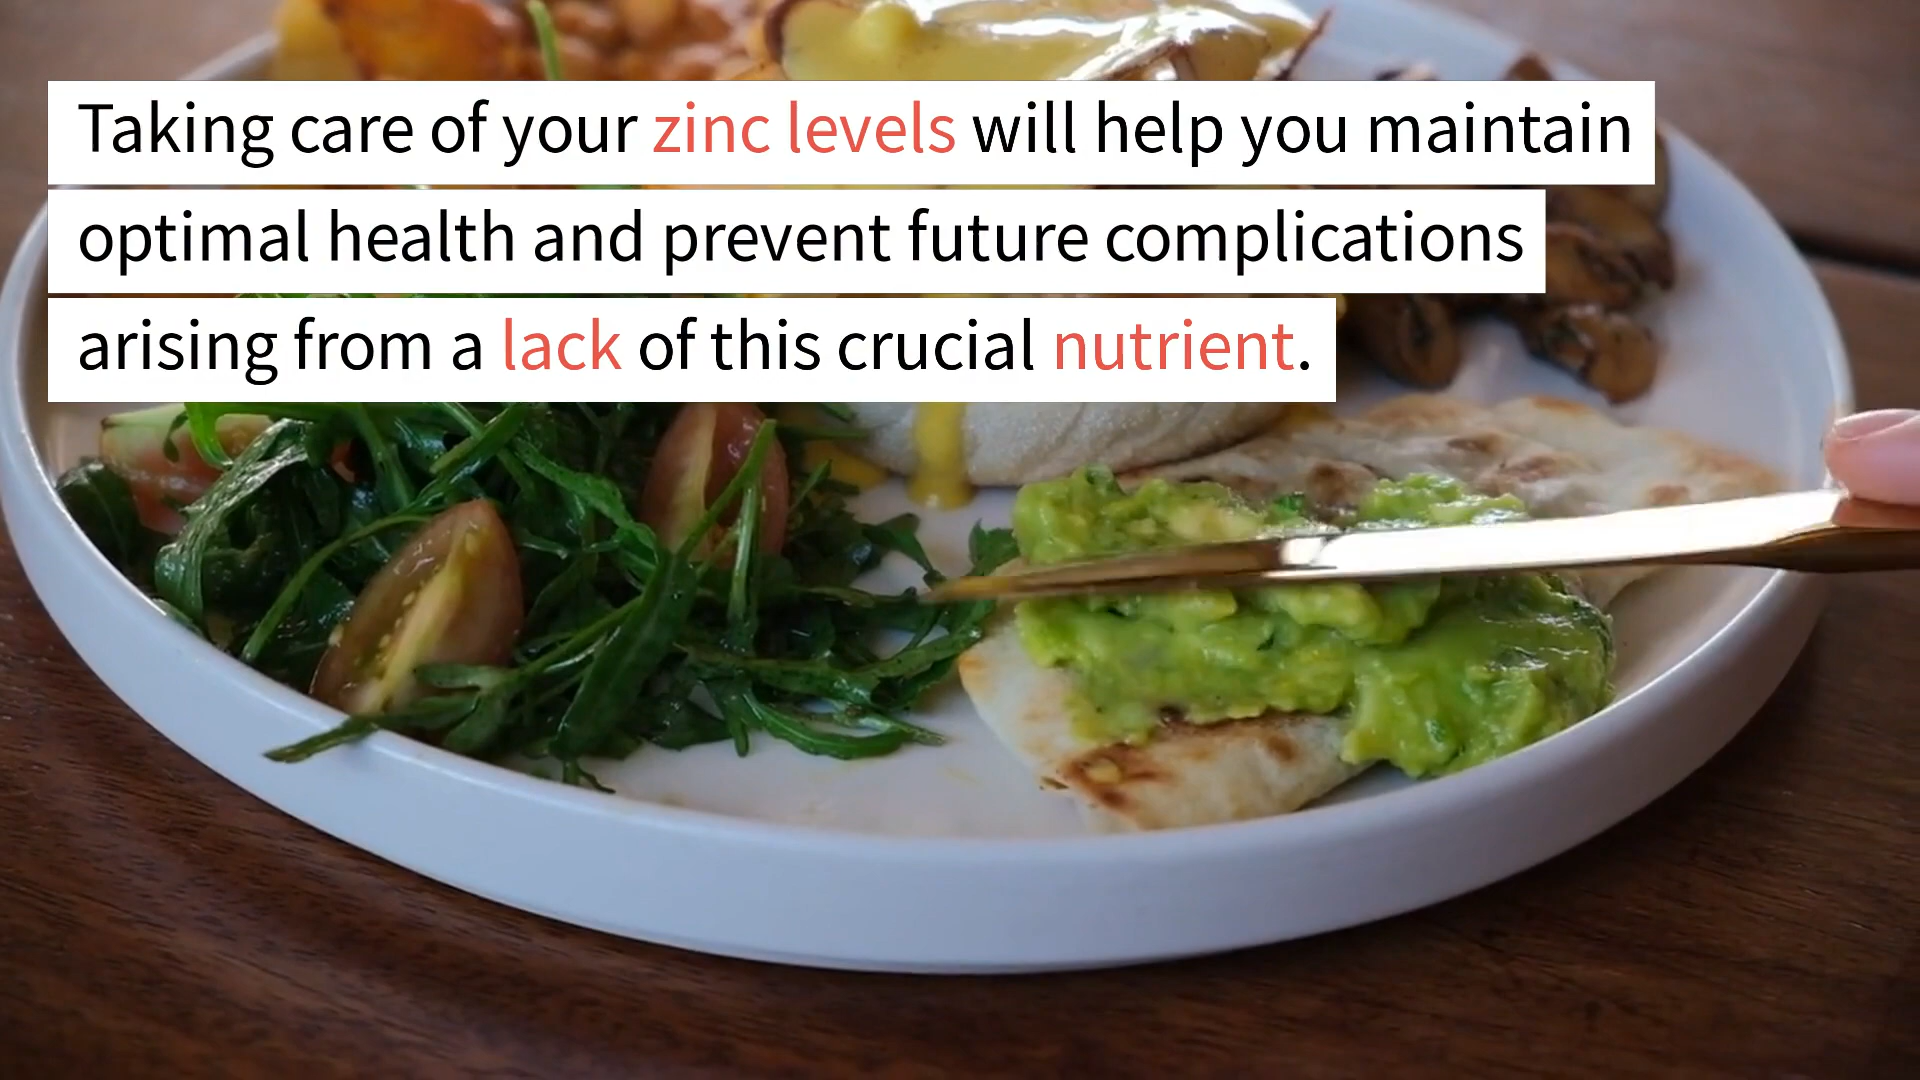 Taking care of your zinc levels will help you maintain
optimal health and prevent future complications
arising from a lack of this crucial nutrient.